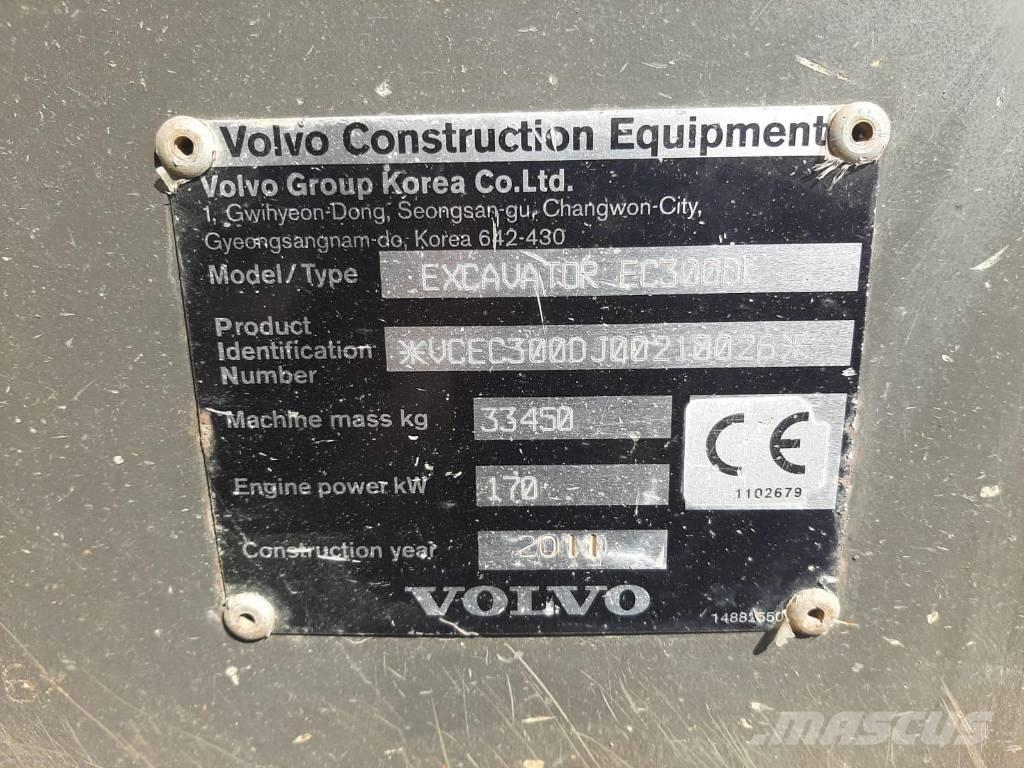 Volvo Construction Equipment
Volvo Group Korea Co.Ltd.
1, Gwihyeon-Dong, Seongsan-gu, Changwon-City,
Gyeongsangnam-do, Korea 642-430
Model/Type EXCAVATOR EC300DL
Product
Identification *VCEC300DJ00210026*
Number
Machine mass kg 33450
CE
1102679
Engine power kW 170
Construction year
VOLVO
MASCUS